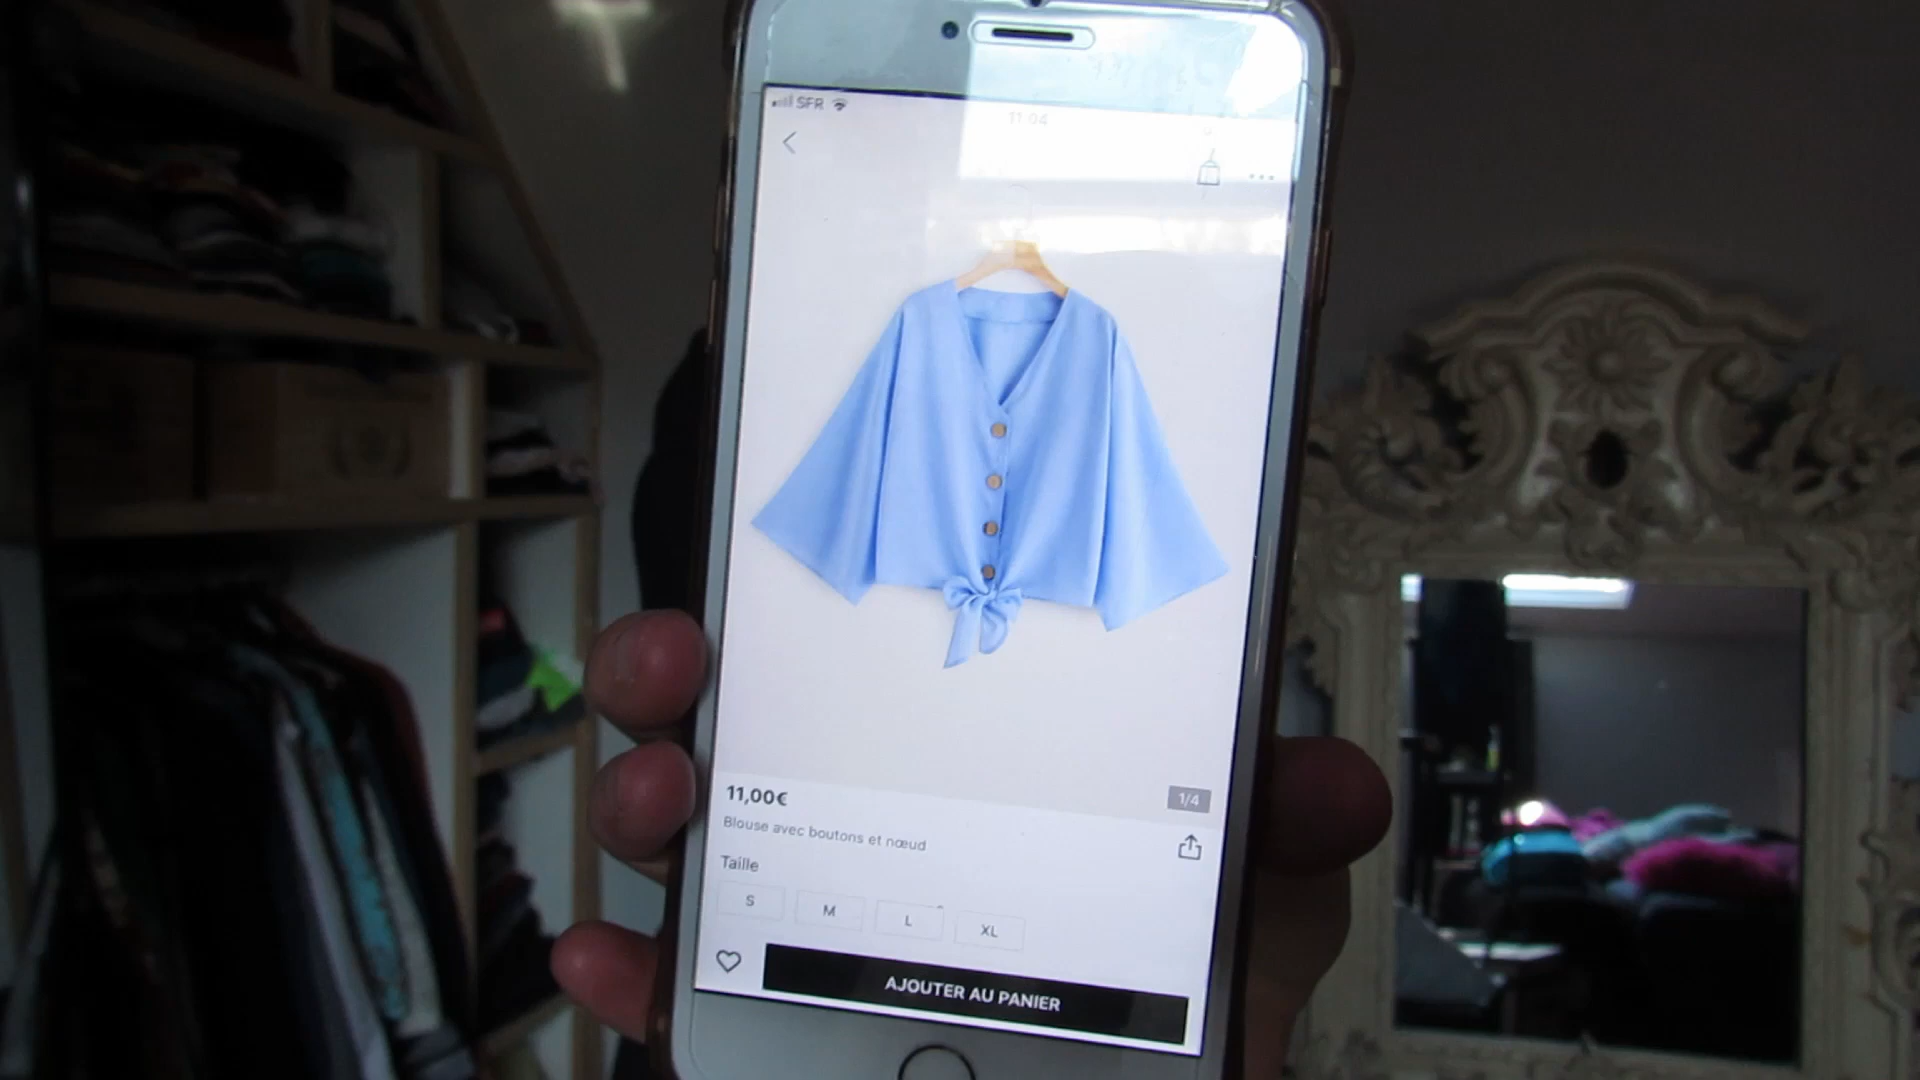 SFR
11:04
11,00€
1/4
Blouse avec boutons et nœud
Taille
S
M
L
XL
AJOUTER AU PANIER